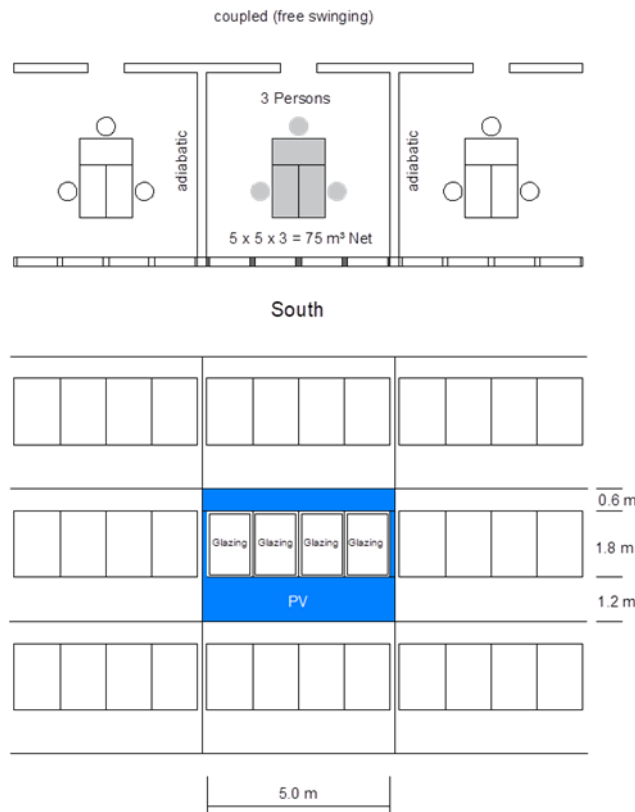 coupled (free swinging)
3 Persons
adiabatic
adiabatic
5 x 5 x 3 = 75 m³ Net
South
0.6 m
Glazing
Glazing
Glazing
Glazing
1.8 m
PV
1.2 m
5.0 m